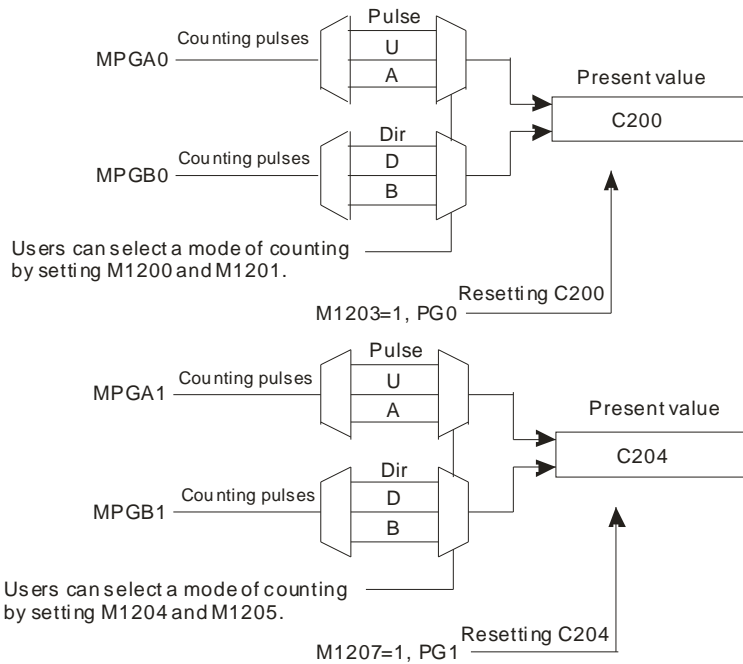 Pulse
Counting pulses
U
MPGA0
A
Present value
C200
Dir
Counting pulses
D
MPGB0
B
Users can select a mode of counting
by setting M1200 and M1201.
Resetting C200
M1203=1, PG0
Pulse
Counting pulses
U
MPGA1
A
Present value
C204
Dir
Counting pulses
D
MPGB1
B
Users can select a mode of counting
by setting M1204 and M1205.
Resetting C204
M1207=1, PG1